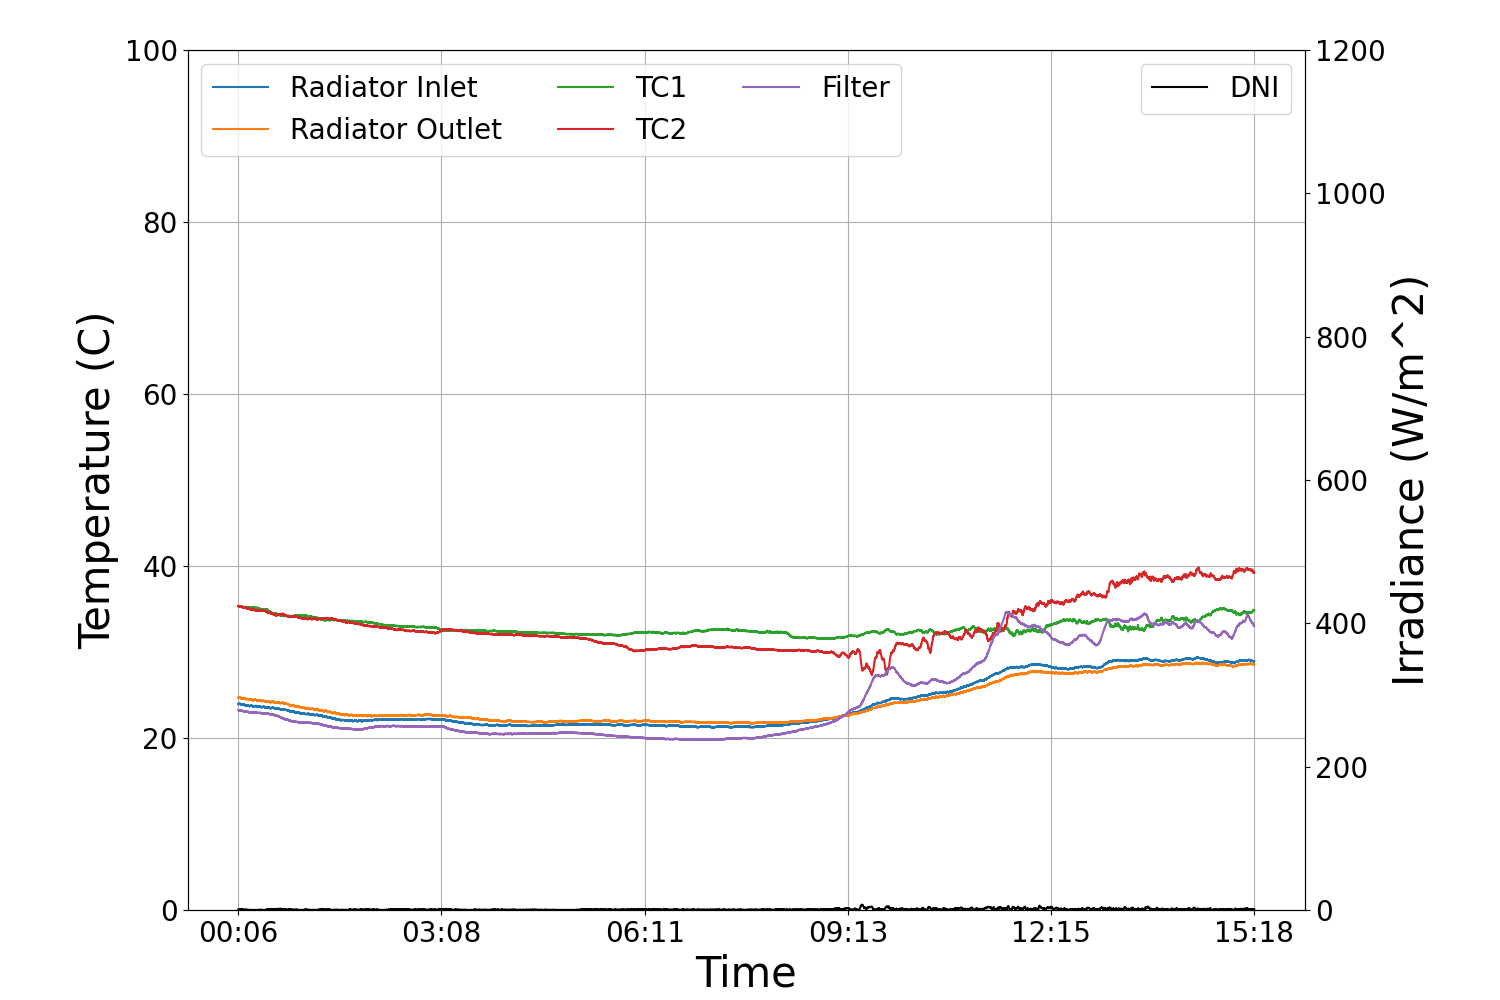 100
80
60
40
20
0
Temperature (C)
Radiator Inlet
Radiator Outlet
TC1
TC2
Filter
DNI
1200
1000
800
600
400
200
0
Irradiance (W/m^2)
00:06 03:08 06:11 09:13 12:15 15:18
Time